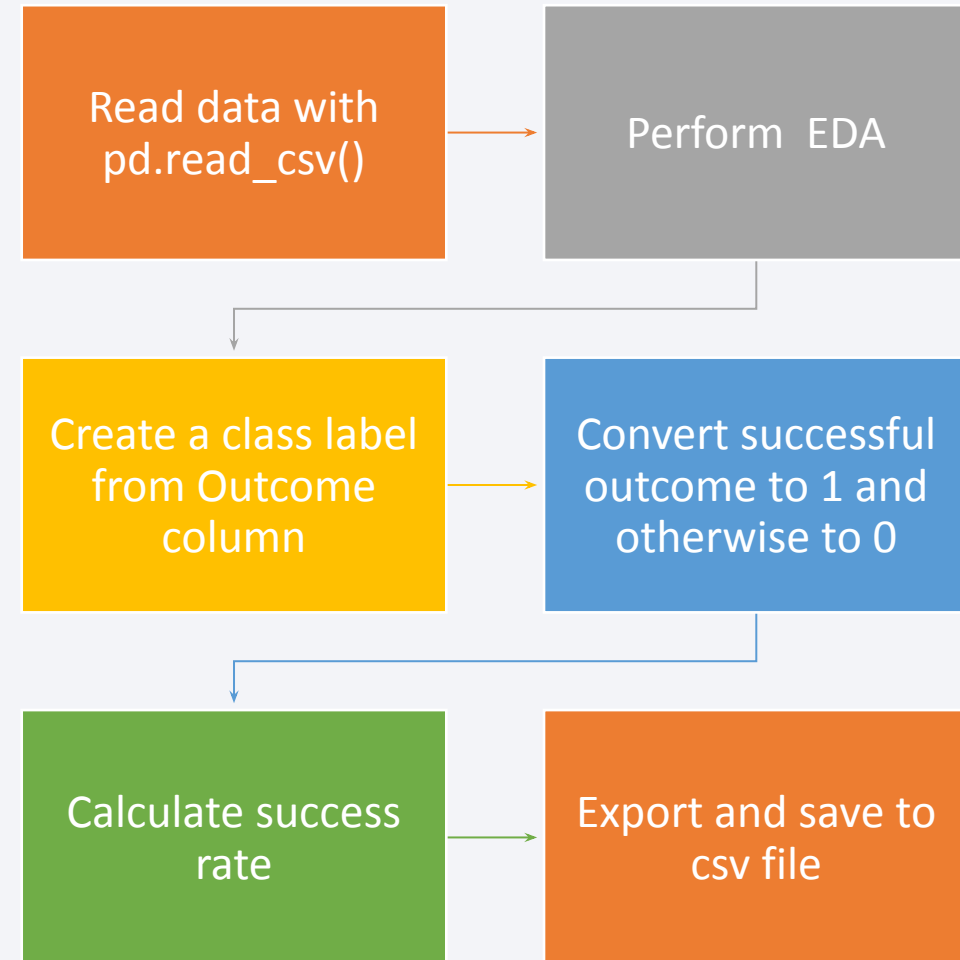 Read data with
pd.read_csv()
Perform  EDA
Create a class label
from Outcome
column
Convert successful
outcome to 1 and
otherwise to 0
Calculate success
rate
Export and save to
csv file